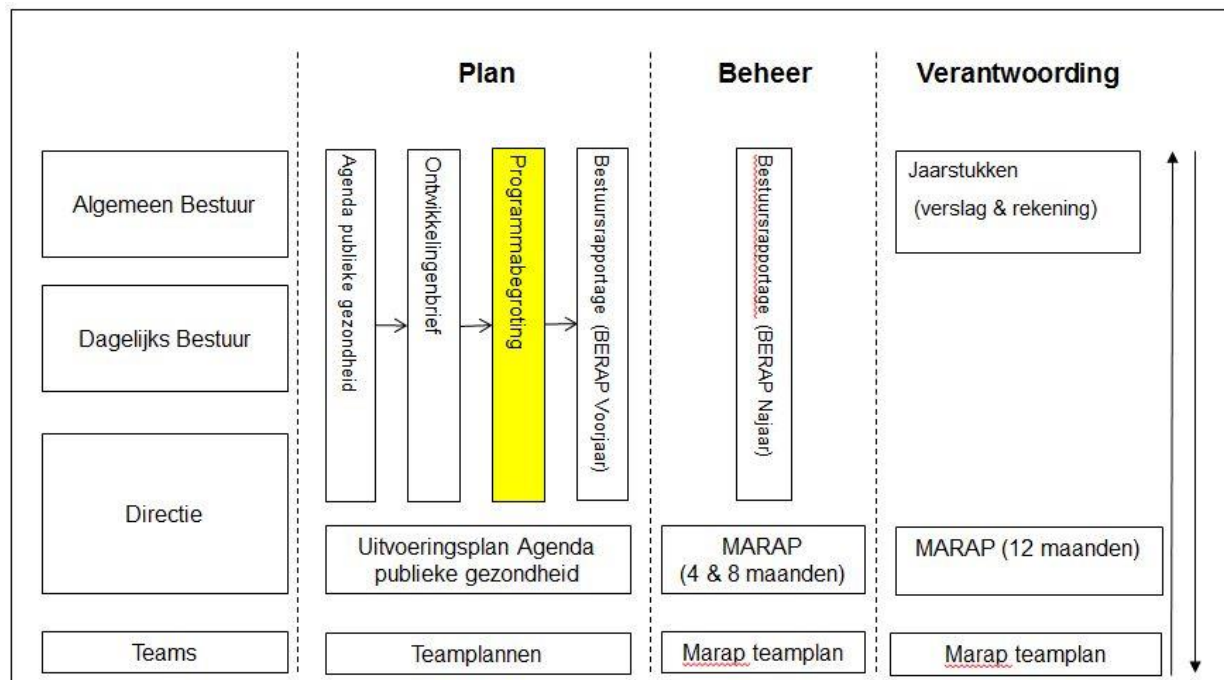 Plan
Beheer
Verantwoording
Algemeen Bestuur
Dagelijks Bestuur
Directie
Teams
Agenda publieke gezondheid
Ontwikkelingenbrief
Programmabegroting
Bestuursrapportage (BERAP Voorjaar)
Uitvoeringsplan Agenda
publieke gezondheid
Teamplannen
Bestuursrapportage (BERAP Najaar)
MARAP
(4 & 8 maanden)
Marap teamplan
Jaarstukken
(verslag & rekening)
MARAP (12 maanden)
Marap teamplan